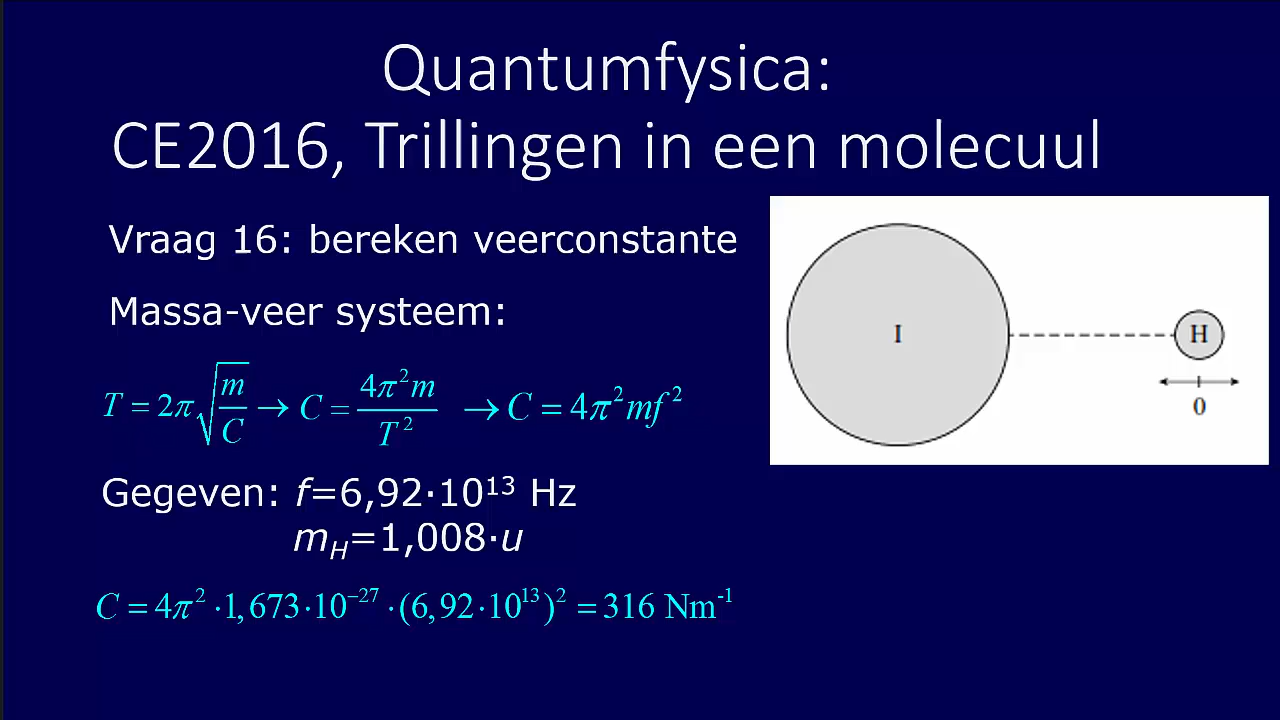 Quantumfysica:
CE2016, Trillingen in een molecuul
Vraag 16: bereken veerconstante
Massa-veer systeem:
T = 2π√(m/C) → C = 4π²m/T² → C = 4π²mf²
Gegeven: f=6,92·10¹³ Hz
m_H=1,008·u
C = 4π²·1,673·10⁻²⁷·(6,92·10¹³)² = 316 Nm⁻¹
I
H
0